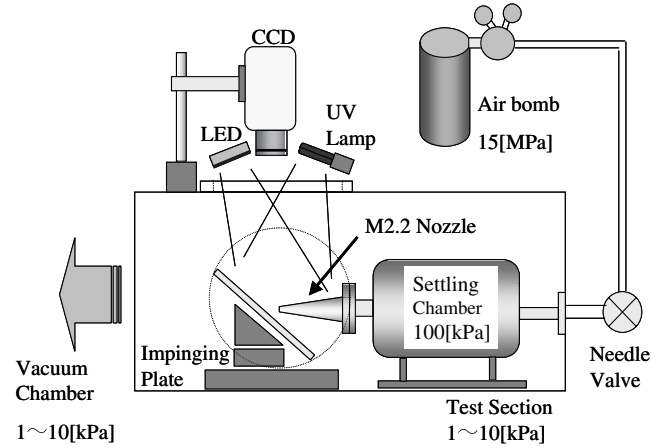 CCD
LED
UV
Lamp
Air bomb
15[MPa]
M2.2 Nozzle
Settling
Chamber
100[kPa]
Impinging
Plate
Needle
Valve
Vacuum
Chamber
1～10[kPa]
Test Section
1～10[kPa]